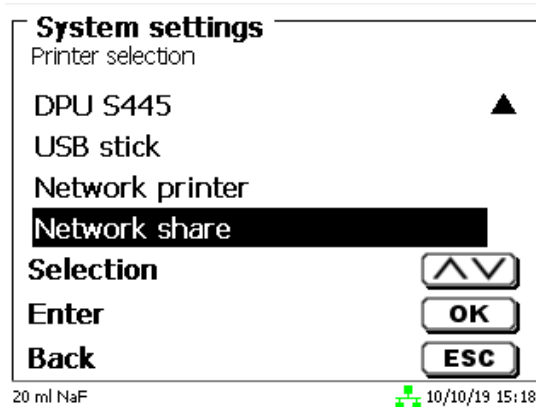 System settings
Printer selection
DPU S445
USB stick
Network printer
Network share
Selection
Enter OK
Back ESC
20 ml NaF 10/10/19 15:18